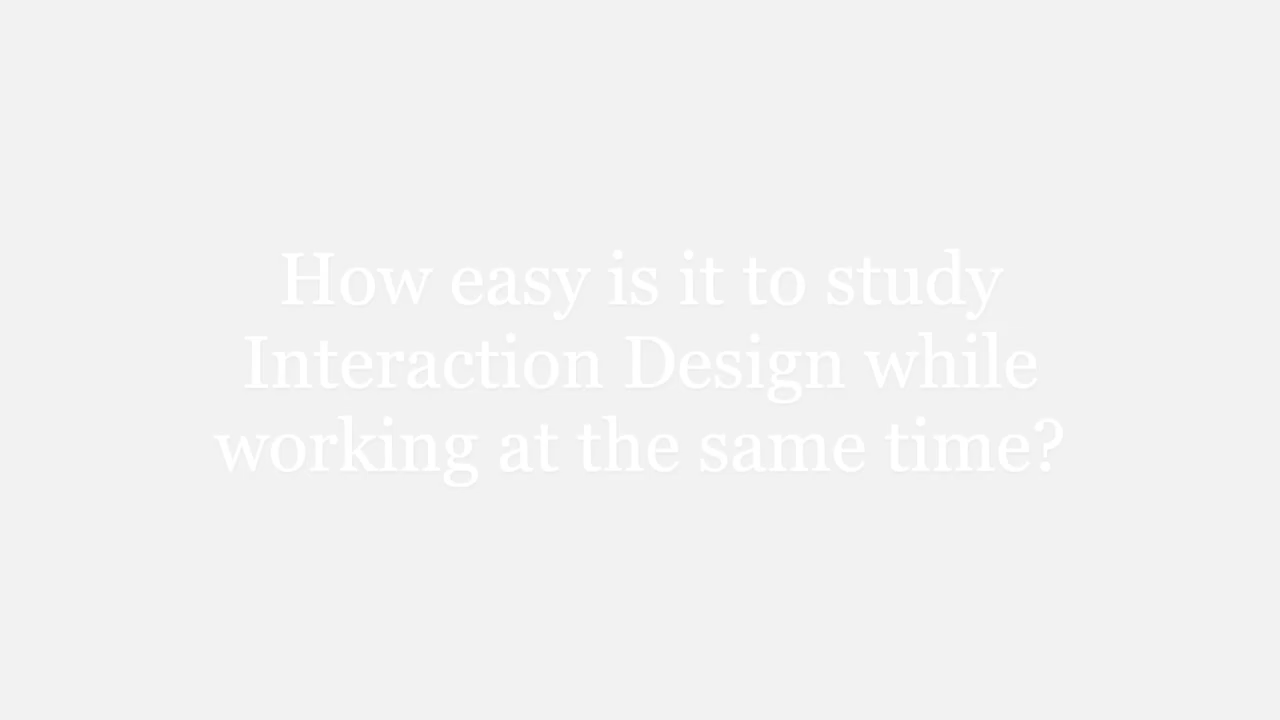 How easy is it to study
Interaction Design while
working at the same time?